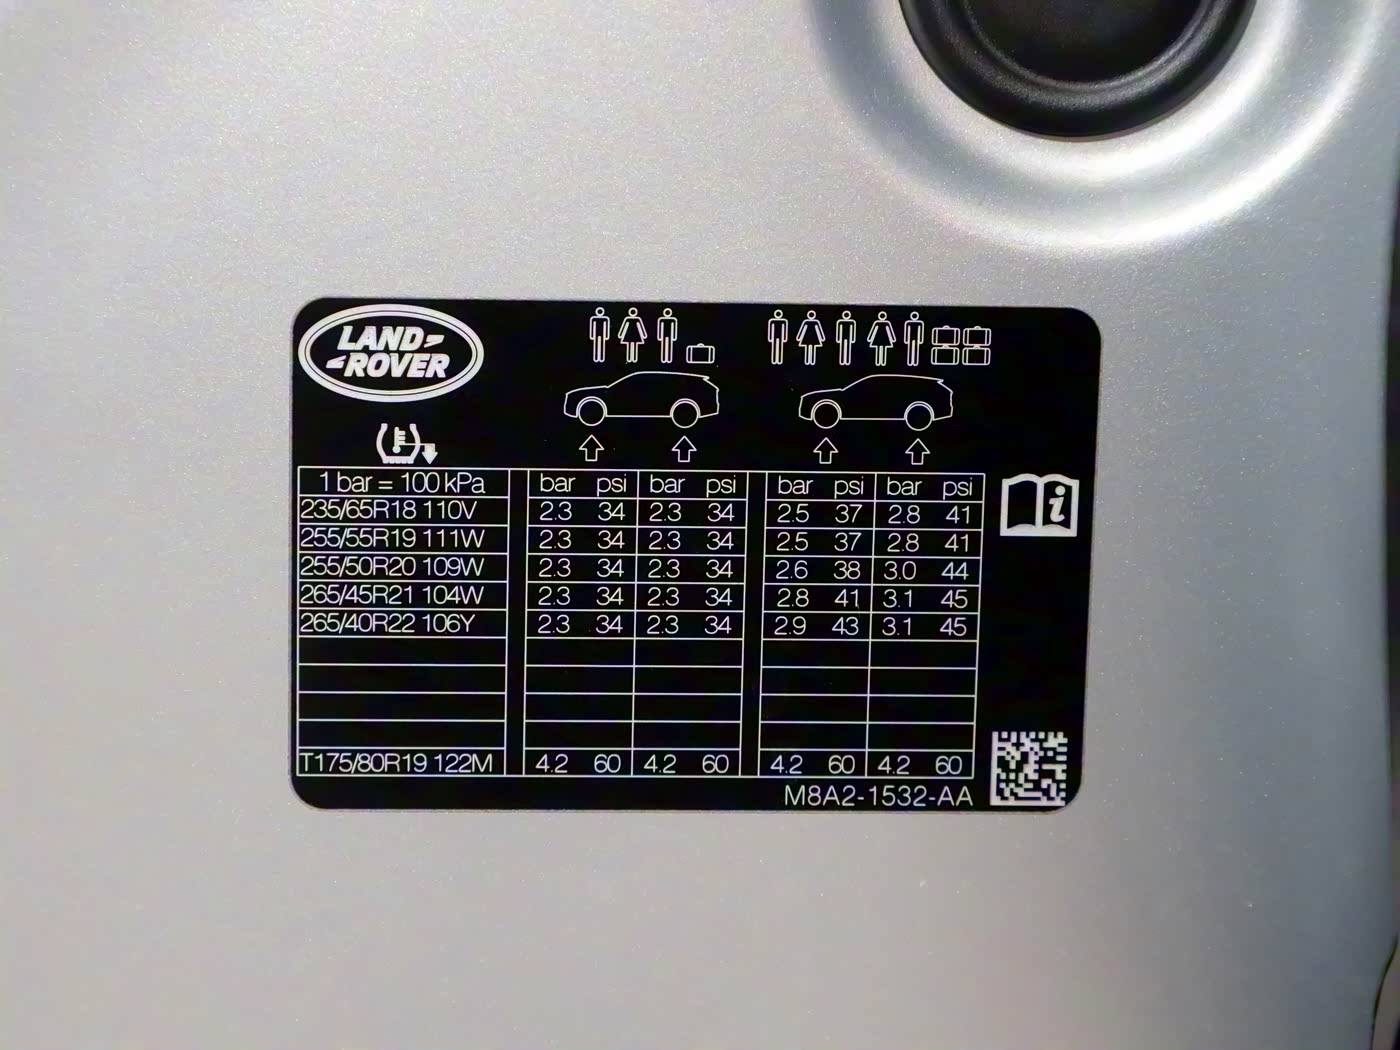 LAND
ROVER
1 bar = 100 kPa bar psi bar psi bar psi bar psi
235/65R18 110V 2.3 34 2.3 34 2.5 37 2.8 41
255/55R19 111W 2.3 34 2.3 34 2.5 37 2.8 41
255/50R20 109W 2.3 34 2.3 34 2.6 38 3.0 44
265/45R21 104W 2.3 34 2.3 34 2.8 41 3.1 45
265/40R22 106Y 2.3 34 2.3 34 2.9 43 3.1 45
T175/80R19 122M 4.2 60 4.2 60 4.2 60 4.2 60
M8A2-1532-AA